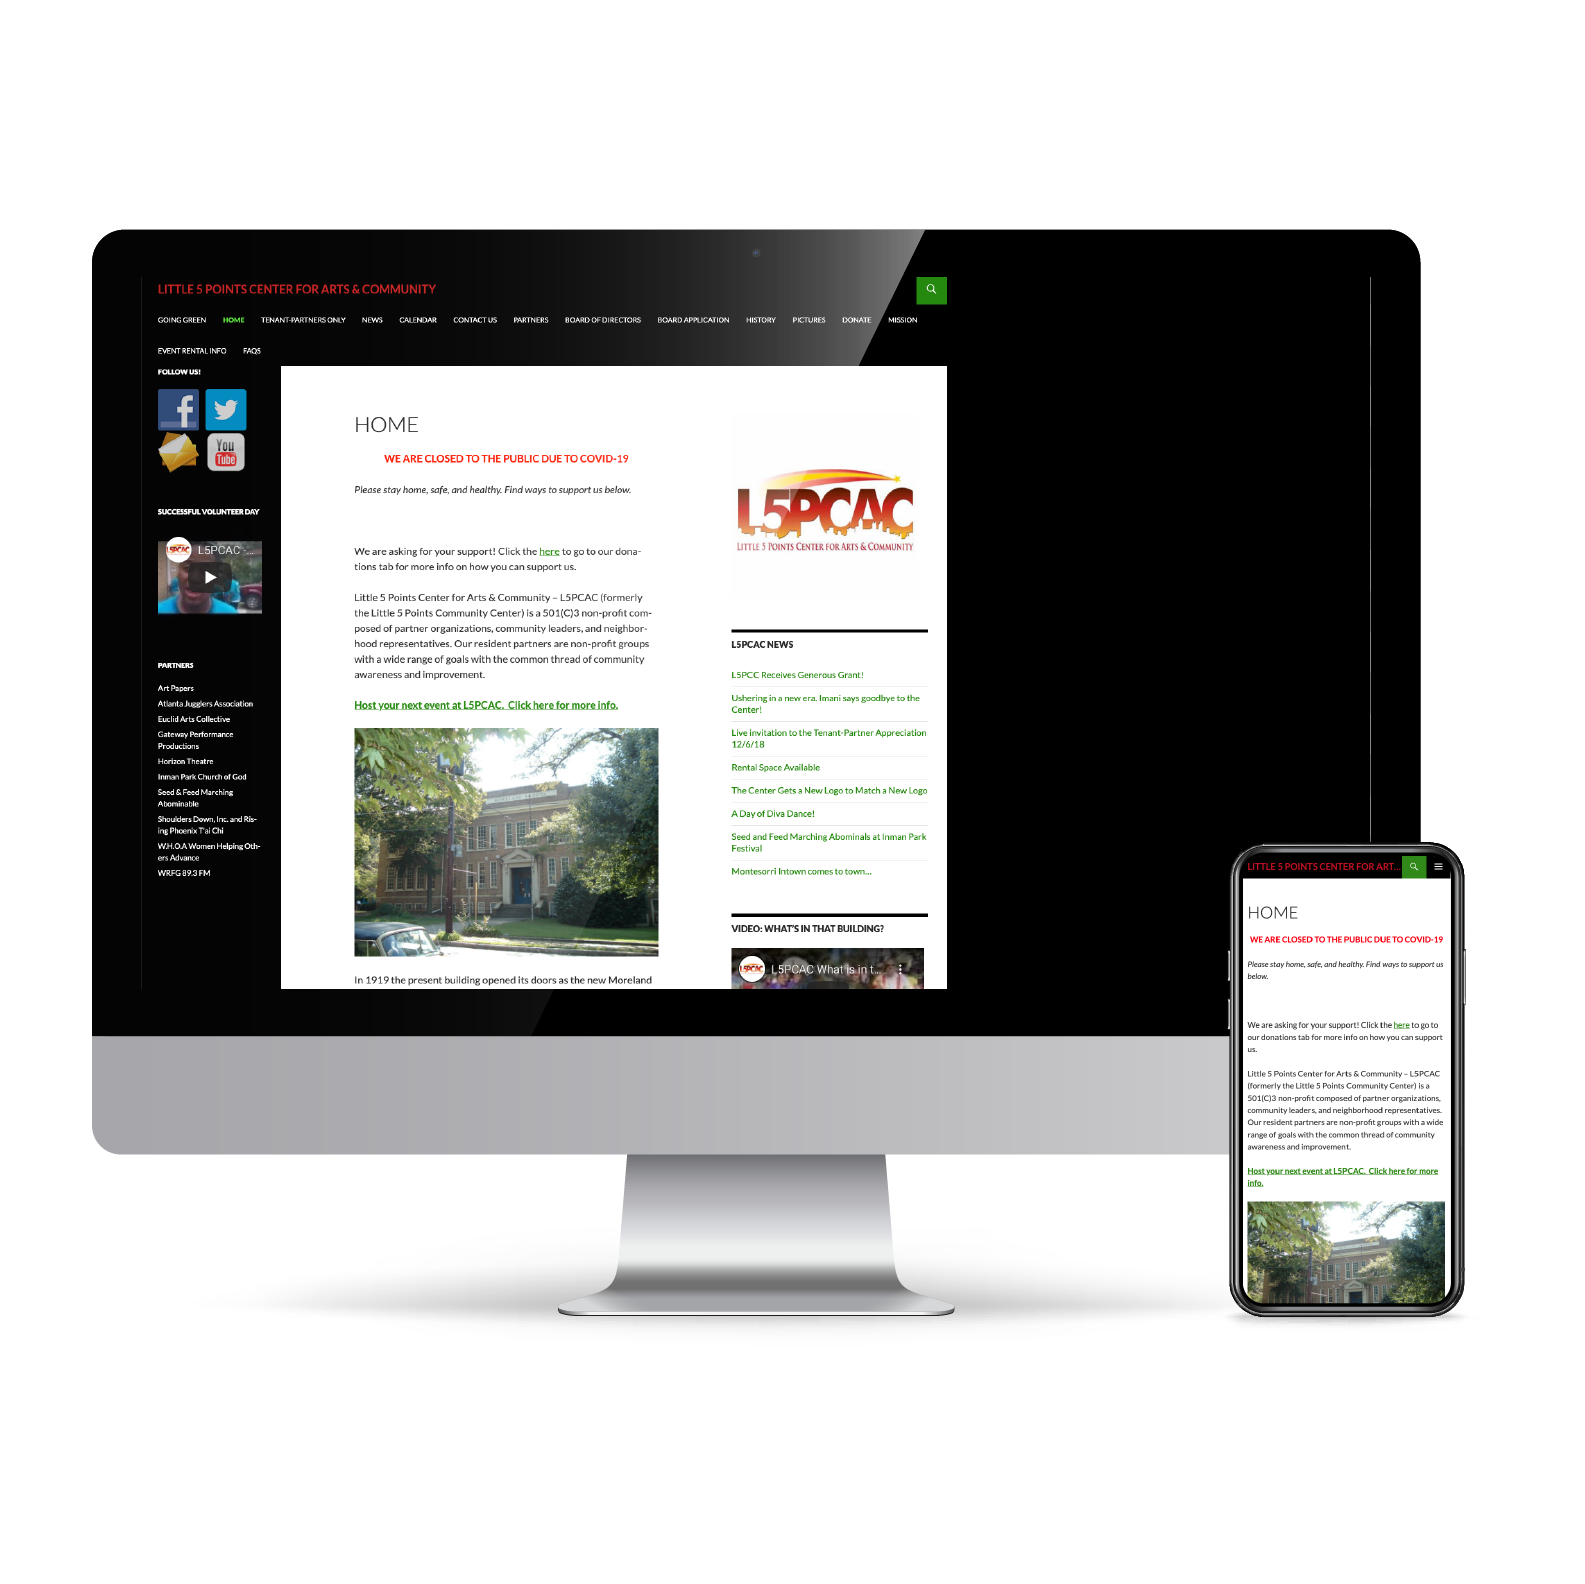 LITTLE 5 POINTS CENTER FOR ARTS & COMMUNITY
GOING GREEN HOME TENANT-PARTNERS ONLY NEWS CALENDAR CONTACT US PARTNERS BOARD OF DIRECTORS BOARD APPLICATION HISTORY PICTURES DONATE MISSION
EVENT RENTAL INFO FAQS
FOLLOW US!
f
You
Tube
SUCCESSFUL VOLUNTEER DAY
L5PCAC
L5PCAC -...
PARTNERS
Art Papers
Atlanta Jugglers Association
Euclid Arts Collective
Gateway Performance
Productions
Horizon Theatre
Inman Park Church of God
Seed & Feed Marching
Abominable
Shoulders Down, Inc. and Ris-
ing Phoenix T'ai Chi
W.H.O.A Women Helping Oth-
ers Advance
WRFG 89.3 FM
HOME
WE ARE CLOSED TO THE PUBLIC DUE TO COVID-19
Please stay home, safe, and healthy. Find ways to support us below.
We are asking for your support! Click the here to go to our dona-
tions tab for more info on how you can support us.
Little 5 Points Center for Arts & Community – L5PCAC (formerly
the Little 5 Points Community Center) is a 501(C)3 non-profit com-
posed of partner organizations, community leaders, and neighbor-
hood representatives. Our resident partners are non-profit groups
with a wide range of goals with the common thread of community
awareness and improvement.
Host your next event at L5PCAC. Click here for more info.
In 1919 the present building opened its doors as the new Moreland
L5PCAC
LITTLE 5 POINTS CENTER FOR ARTS & COMMUNITY
L5PCAC NEWS
L5PCC Receives Generous Grant!
Ushering in a new era. Imani says goodbye to the
Center!
Live invitation to the Tenant-Partner Appreciation
12/6/18
Rental Space Available
The Center Gets a New Logo to Match a New Logo
A Day of Diva Dance!
Seed and Feed Marching Abominals at Inman Park
Festival
Montesorri Intown comes to town…
VIDEO: WHAT'S IN THAT BUILDING?
L5PCAC
L5PCAC What is in t...
LITTLE 5 POINTS CENTER FOR ART...
HOME
WE ARE CLOSED TO THE PUBLIC DUE TO COVID-19
Please stay home, safe, and healthy. Find ways to support us
below.
We are asking for your support! Click the here to go to
our donations tab for more info on how you can support
us.
Little 5 Points Center for Arts & Community – L5PCAC
(formerly the Little 5 Points Community Center) is a
501(C)3 non-profit composed of partner organizations,
community leaders, and neighborhood representatives.
Our resident partners are non-profit groups with a wide
range of goals with the common thread of community
awareness and improvement.
Host your next event at L5PCAC. Click here for more
info.